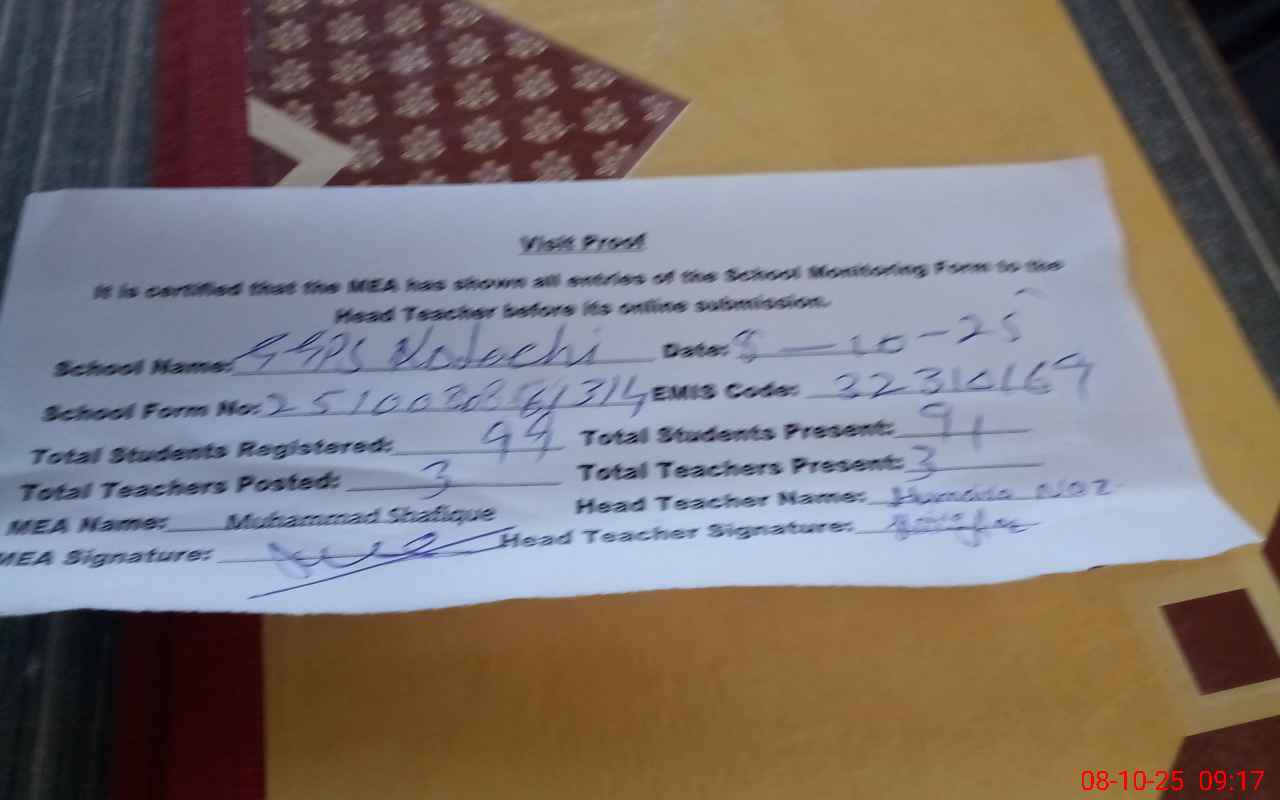 Visit Proof
It is certified that the MEA has shown all entries of the School Monitoring Form to the
Head Teacher before its online submission.
School Name: GGPS Date: 8-10-25
School Form No: EMIS Code: 32310169
Total Students Registered: 99 Total Students Present: 91
Total Teachers Posted: 3 Total Teachers Present: 3
MEA Name: Muhammad Shafique Head Teacher Name: Humaira Naz
MEA Signature: Head Teacher Signature:
08-10-25 09:17